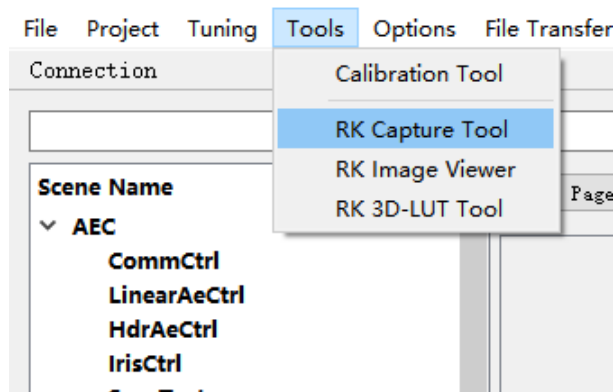 File Project Tuning Tools Options File Transfer
Connection
Calibration Tool
RK Capture Tool
RK Image Viewer
RK 3D-LUT Tool
Page
Scene Name
AEC
CommCtrl
LinearAeCtrl
HdrAeCtrl
IrisCtrl